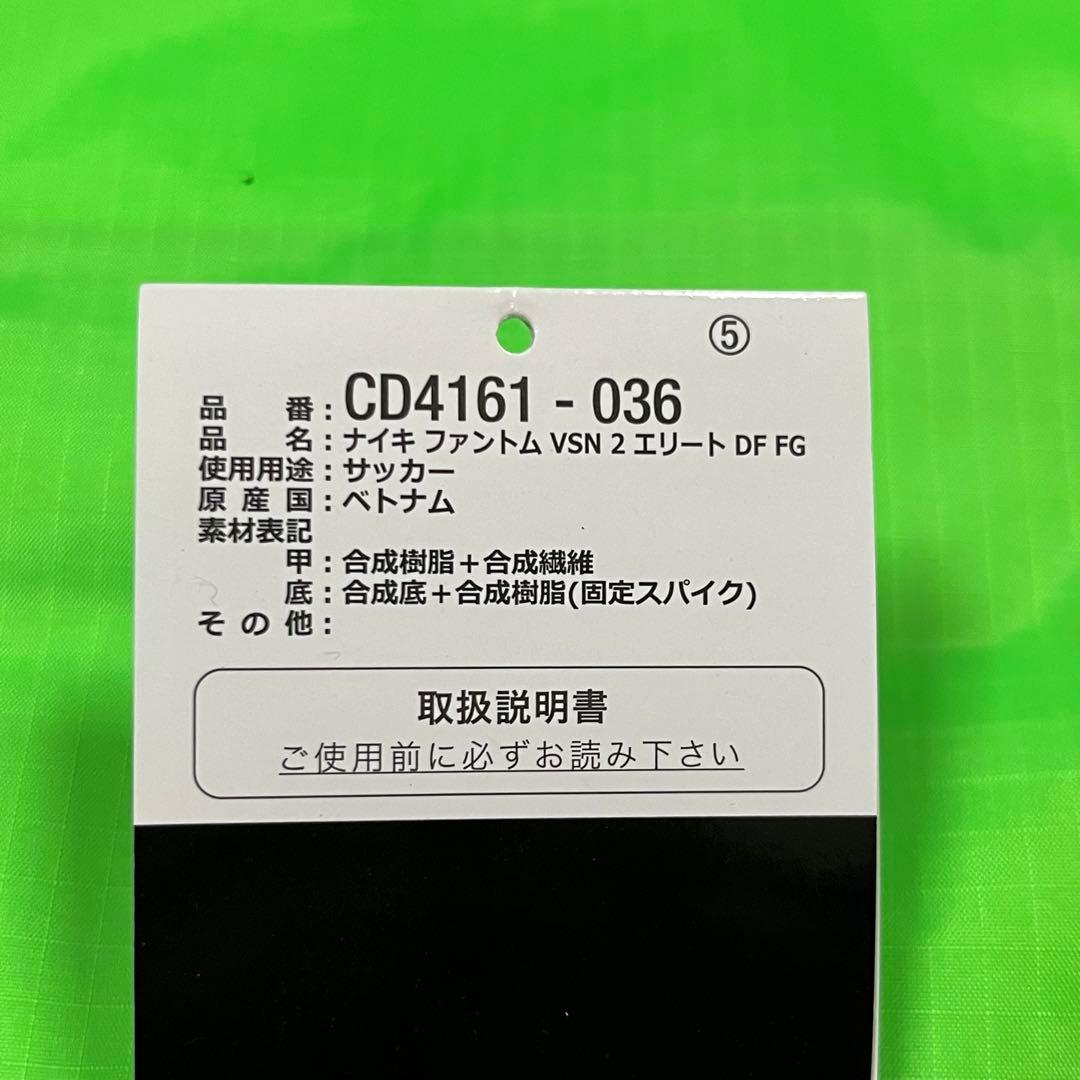 ⑤
品番:CD4161-036
品名:ナイキ ファントム VSN 2 エリート DF FG
使用用途:サッカー
原産国:ベトナム
素材表記
甲:合成樹脂+合成繊維
底:合成底+合成樹脂(固定スパイク)
その他:
取扱説明書
ご使用前に必ずお読み下さい